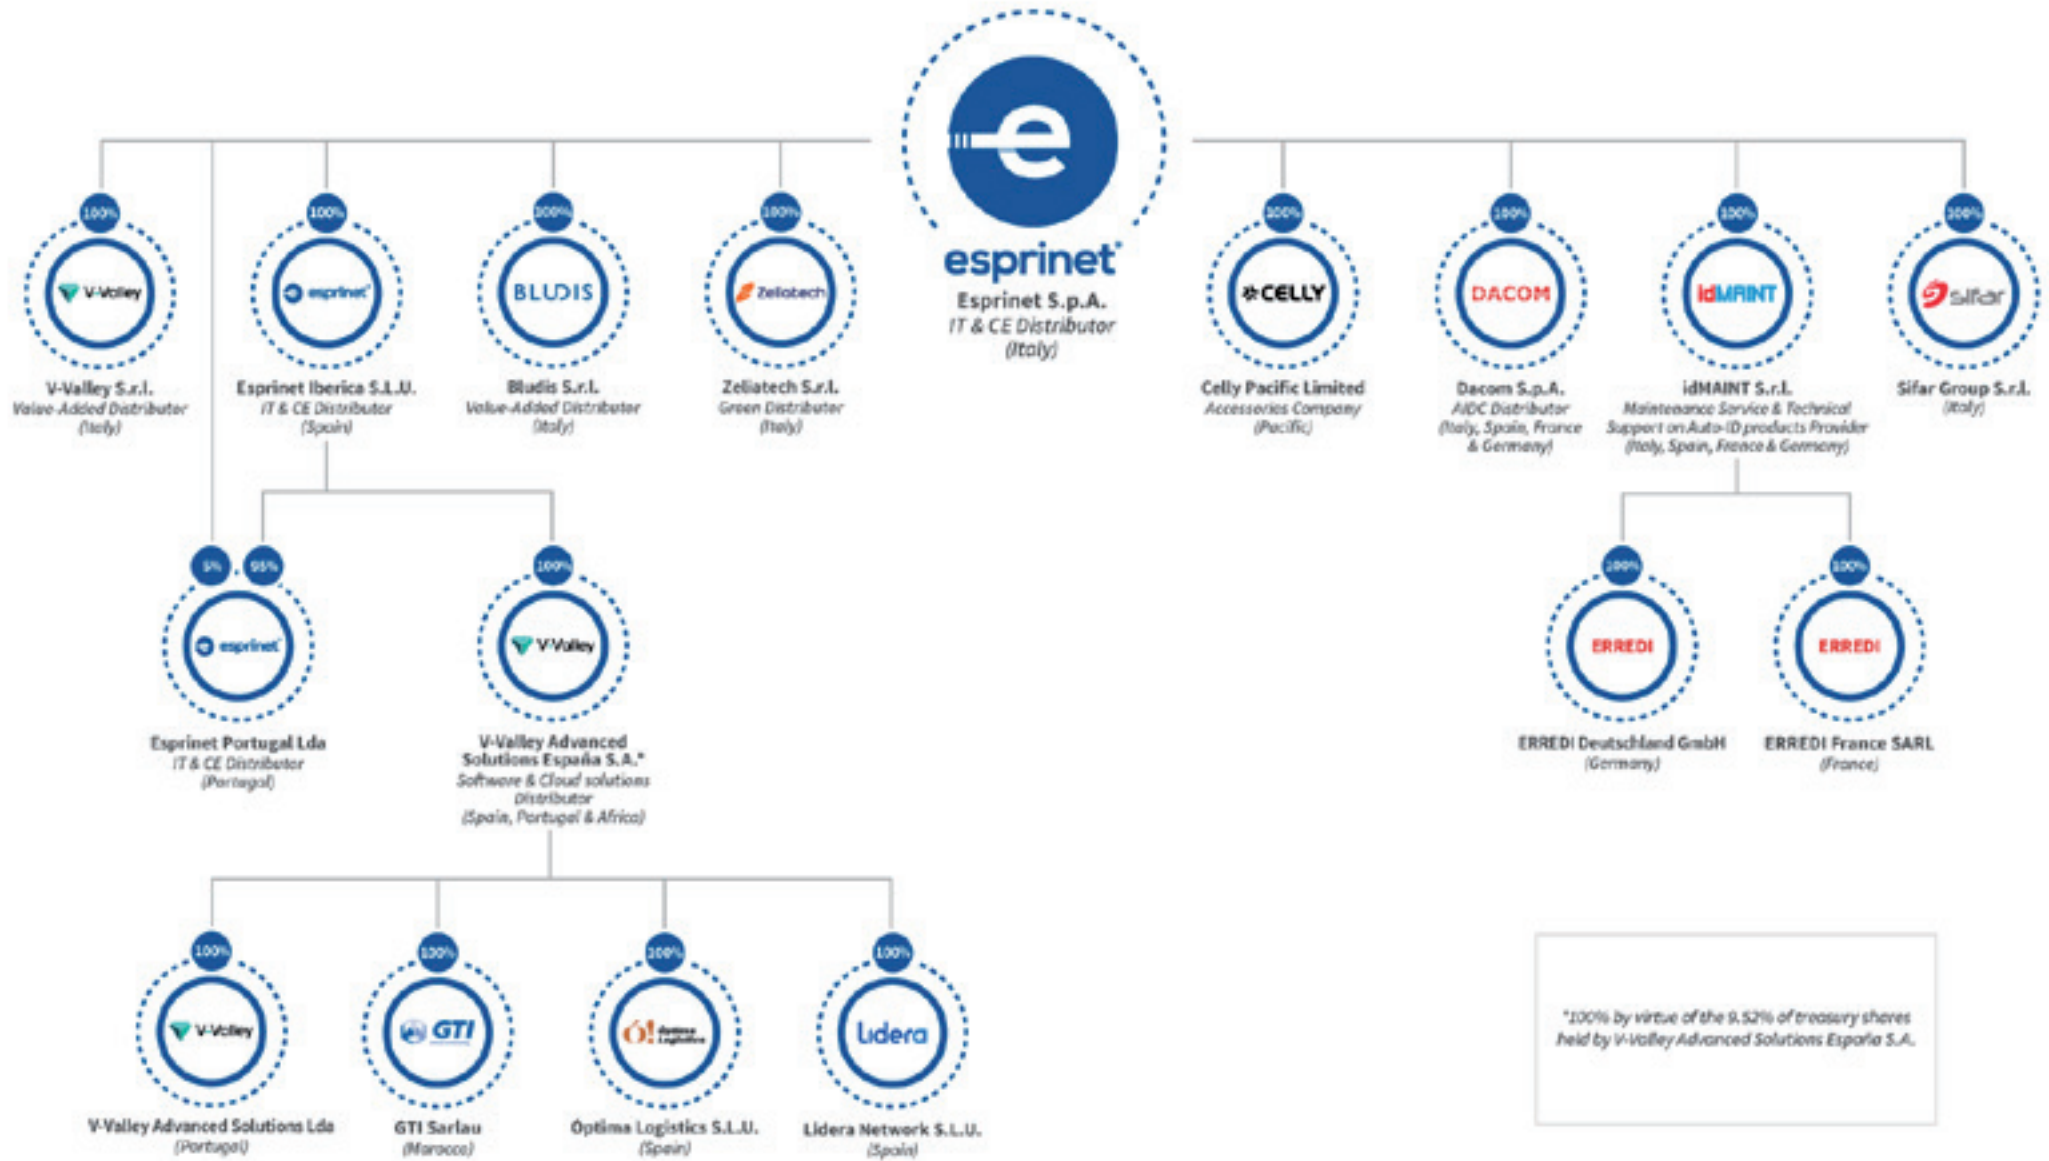 e
esprinet
Esprinet S.p.A.
IT & CE Distributor
(Italy)
100%
V-Valley
V-Valley S.r.l.
Value-Added Distributor
(Italy)
100%
esprinet
Esprinet Iberica S.L.U.
IT & CE Distributor
(Spain)
100%
BLUDIS
Bludis S.r.l.
Value-Added Distributor
(Italy)
100%
Zeliatech
Zeliatech S.r.l.
Green Distributor
(Italy)
100%
CELLY
Celly Pacific Limited
Accessories Company
(Pacific)
100%
DACOM
Dacom S.p.A.
AIDC Distributor
(Italy, Spain, France
& Germany)
100%
idMAINT
idMAINT S.r.l.
Maintenance Service & Technical
Support on Auto-ID products Provider
(Italy, Spain, France & Germany)
100%
sifar
Sifar Group S.r.l.
(Italy)
5%
95%
esprinet
Esprinet Portugal Lda
IT & CE Distributor
(Portugal)
100%
V-Valley
V-Valley Advanced
Solutions España S.A.*
Software & Cloud solutions
Distributor
(Spain, Portugal & Africa)
100%
ERREDI
ERREDI Deutschland GmbH
(Germany)
100%
ERREDI
ERREDI France SARL
(France)
100%
V-Valley
V-Valley Advanced Solutions Lda
(Portugal)
100%
GTI
GTI Sarlau
(Marocco)
100%
Ó! Óptima
Logistics
Óptima Logistics S.L.U.
(Spain)
100%
Lidera
Lidera Network S.L.U.
(Spain)
*100% by virtue of the 9.52% of treasury shares
held by V-Valley Advanced Solutions España S.A.